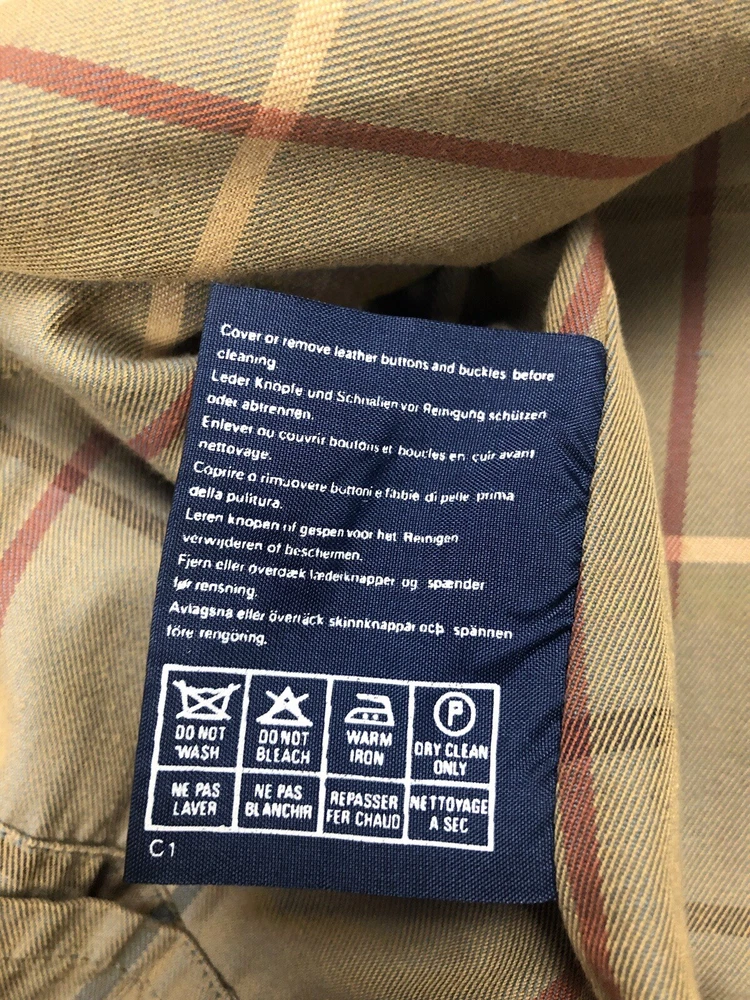 Cover or remove leather buttons and buckles before
cleaning.
Leder Knöpfe und Schnallen vor Reinigung schützen
oder abtrennen.
Enlever ou couvrir boutons et boucles en cuir avant
nettoyage.
Coprire o rimuovere bottoni e fibbie di pelle prima
della pulitura.
Leren knopen of gespen voor het Reinigen
verwijderen of beschermen.
Fjern eller overdæk læderknapper og spænder
før rensning.
Avlagsna eller övertäck skinnknappar och spännen
före rengöring.
DO NOT
WASH
DO NOT
BLEACH
WARM
IRON
P
DRY CLEAN
ONLY
NE PAS
LAVER
NE PAS
BLANCHIR
REPASSER
FER CHAUD
NETTOYAGE
A SEC
C1